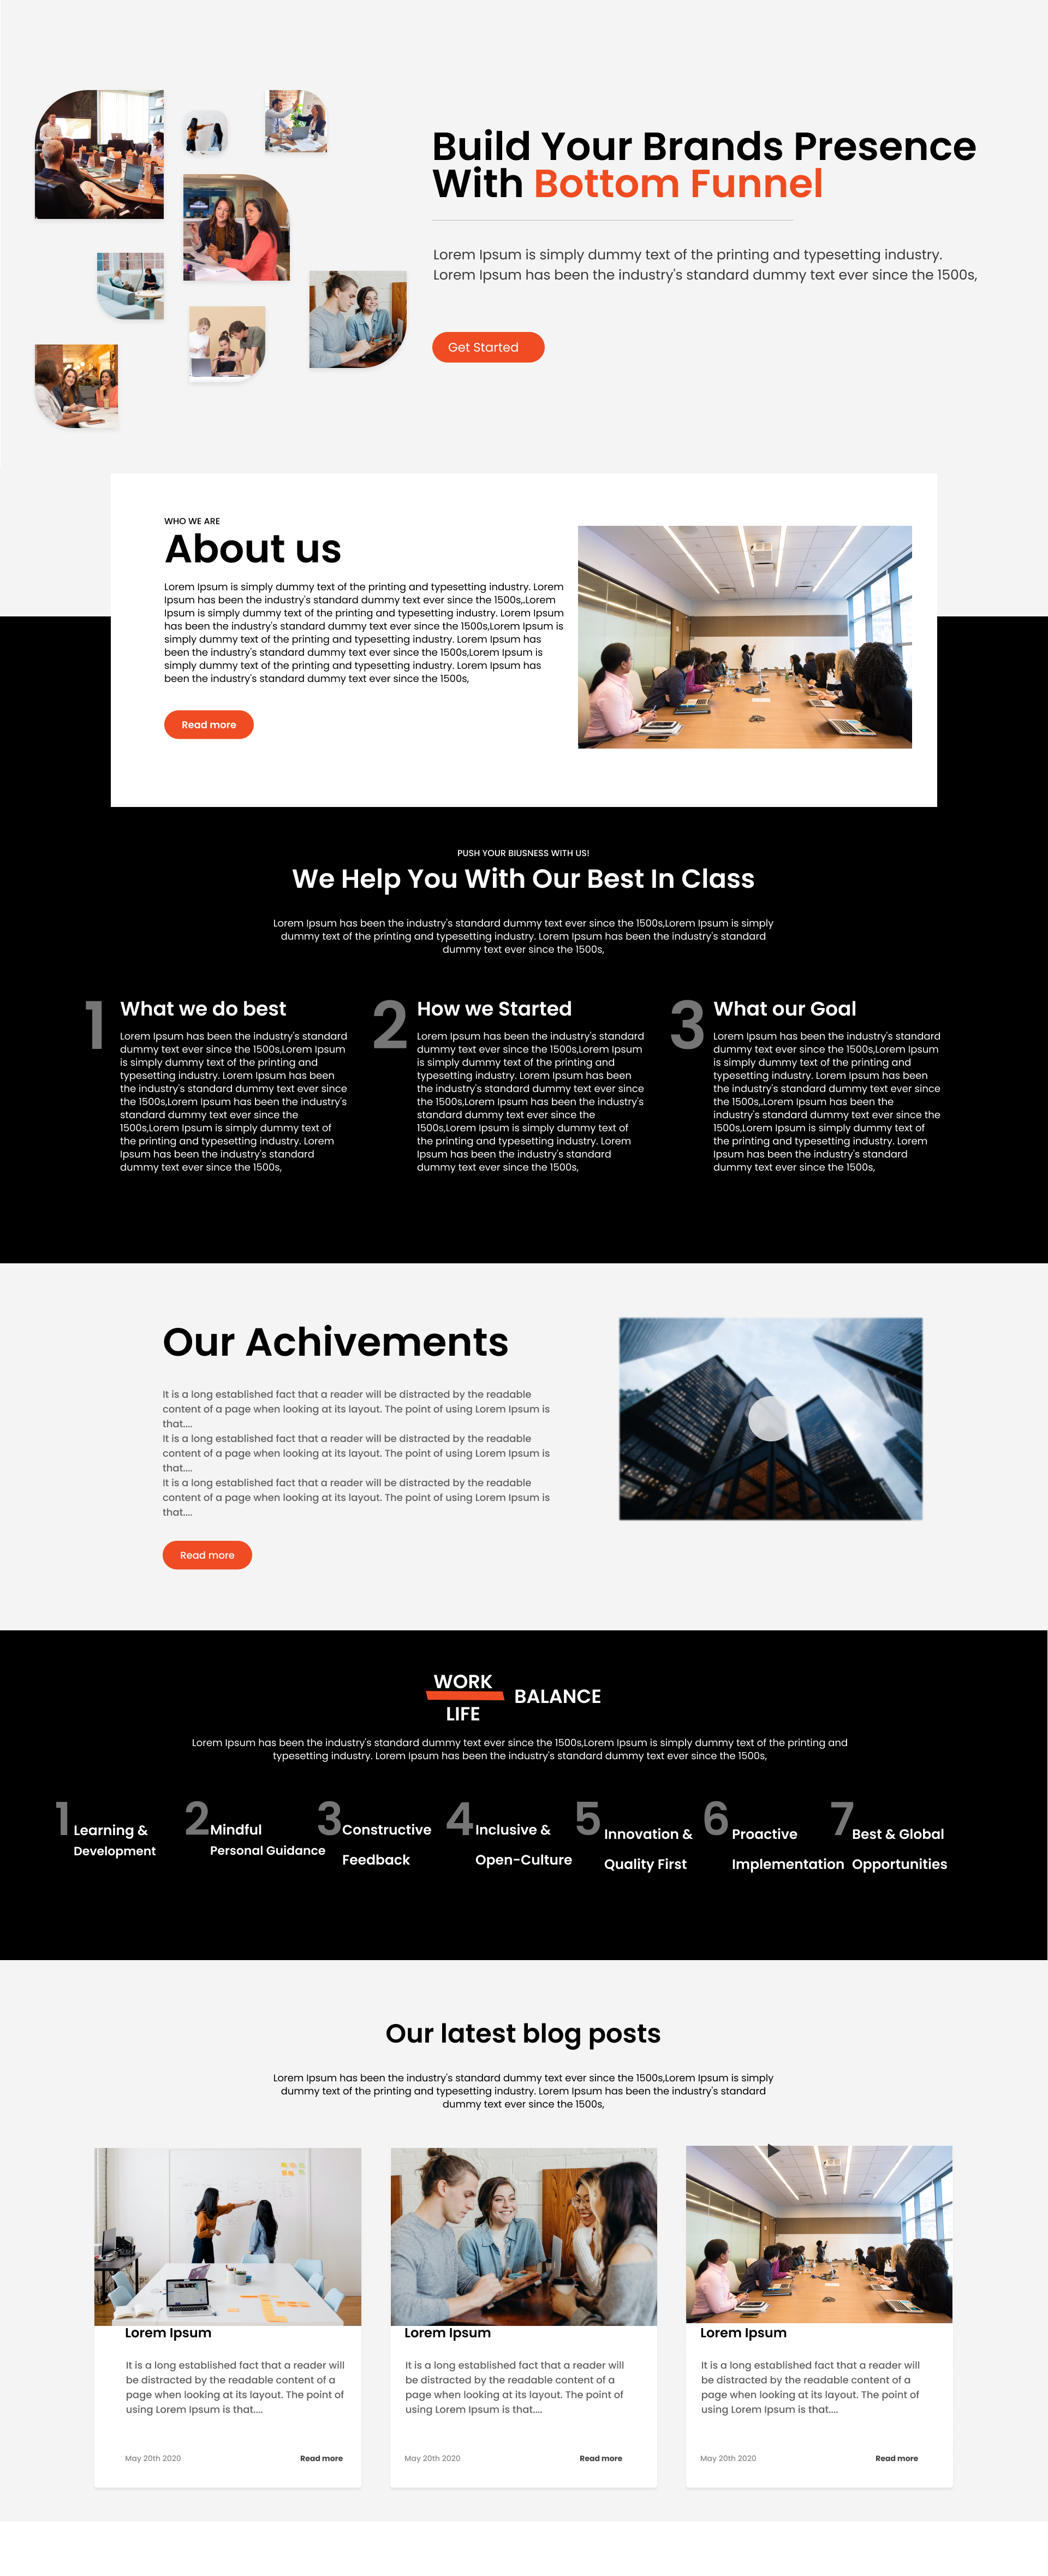 Build Your Brands Presence
With Bottom Funnel
Lorem Ipsum is simply dummy text of the printing and typesetting industry.
Lorem Ipsum has been the industry's standard dummy text ever since the 1500s,
Get Started
WHO WE ARE
About us
Lorem Ipsum is simply dummy text of the printing and typesetting industry. Lorem
Ipsum has been the industry's standard dummy text ever since the 1500s,.Lorem
Ipsum is simply dummy text of the printing and typesetting industry. Lorem Ipsum
has been the industry's standard dummy text ever since the 1500s,Lorem Ipsum is
simply dummy text of the printing and typesetting industry. Lorem Ipsum has
been the industry's standard dummy text ever since the 1500s,Lorem Ipsum is
simply dummy text of the printing and typesetting industry. Lorem Ipsum has
been the industry's standard dummy text ever since the 1500s,
Read more
PUSH YOUR BIUSNESS WITH US!
We Help You With Our Best In Class
Lorem Ipsum has been the industry's standard dummy text ever since the 1500s,Lorem Ipsum is simply
dummy text of the printing and typesetting industry. Lorem Ipsum has been the industry's standard
dummy text ever since the 1500s,
1
What we do best
Lorem Ipsum has been the industry's standard
dummy text ever since the 1500s,Lorem Ipsum
is simply dummy text of the printing and
typesetting industry. Lorem Ipsum has been
the industry's standard dummy text ever since
the 1500s,Lorem Ipsum has been the industry's
standard dummy text ever since the
1500s,Lorem Ipsum is simply dummy text of
the printing and typesetting industry. Lorem
Ipsum has been the industry's standard
dummy text ever since the 1500s,
2
How we Started
Lorem Ipsum has been the industry's standard
dummy text ever since the 1500s,Lorem Ipsum
is simply dummy text of the printing and
typesetting industry. Lorem Ipsum has been
the industry's standard dummy text ever since
the 1500s,Lorem Ipsum has been the industry's
standard dummy text ever since the
1500s,Lorem Ipsum is simply dummy text of
the printing and typesetting industry. Lorem
Ipsum has been the industry's standard
dummy text ever since the 1500s,
3
What our Goal
Lorem Ipsum has been the industry's standard
dummy text ever since the 1500s,Lorem Ipsum
is simply dummy text of the printing and
typesetting industry. Lorem Ipsum has been
the industry's standard dummy text ever since
the 1500s,.Lorem Ipsum has been the
industry's standard dummy text ever since the
1500s,Lorem Ipsum is simply dummy text of
the printing and typesetting industry. Lorem
Ipsum has been the industry's standard
dummy text ever since the 1500s,
Our Achivements
It is a long established fact that a reader will be distracted by the readable
content of a page when looking at its layout. The point of using Lorem Ipsum is
that....
It is a long established fact that a reader will be distracted by the readable
content of a page when looking at its layout. The point of using Lorem Ipsum is
that....
It is a long established fact that a reader will be distracted by the readable
content of a page when looking at its layout. The point of using Lorem Ipsum is
that....
Read more
WORK
LIFE
BALANCE
Lorem Ipsum has been the industry's standard dummy text ever since the 1500s,Lorem Ipsum is simply dummy text of the printing and
typesetting industry. Lorem Ipsum has been the industry's standard dummy text ever since the 1500s,
1
Learning &
Development
2
Mindful
Personal Guidance
3
Constructive
Feedback
4
Inclusive &
Open-Culture
5
Innovation &
Quality First
6
Proactive
Implementation
7
Best & Global
Opportunities
Our latest blog posts
Lorem Ipsum has been the industry's standard dummy text ever since the 1500s,Lorem Ipsum is simply
dummy text of the printing and typesetting industry. Lorem Ipsum has been the industry's standard
dummy text ever since the 1500s,
Lorem Ipsum
It is a long established fact that a reader will
be distracted by the readable content of a
page when looking at its layout. The point of
using Lorem Ipsum is that....
May 20th 2020
Read more
Lorem Ipsum
It is a long established fact that a reader will
be distracted by the readable content of a
page when looking at its layout. The point of
using Lorem Ipsum is that....
May 20th 2020
Read more
Lorem Ipsum
It is a long established fact that a reader will
be distracted by the readable content of a
page when looking at its layout. The point of
using Lorem Ipsum is that....
May 20th 2020
Read more